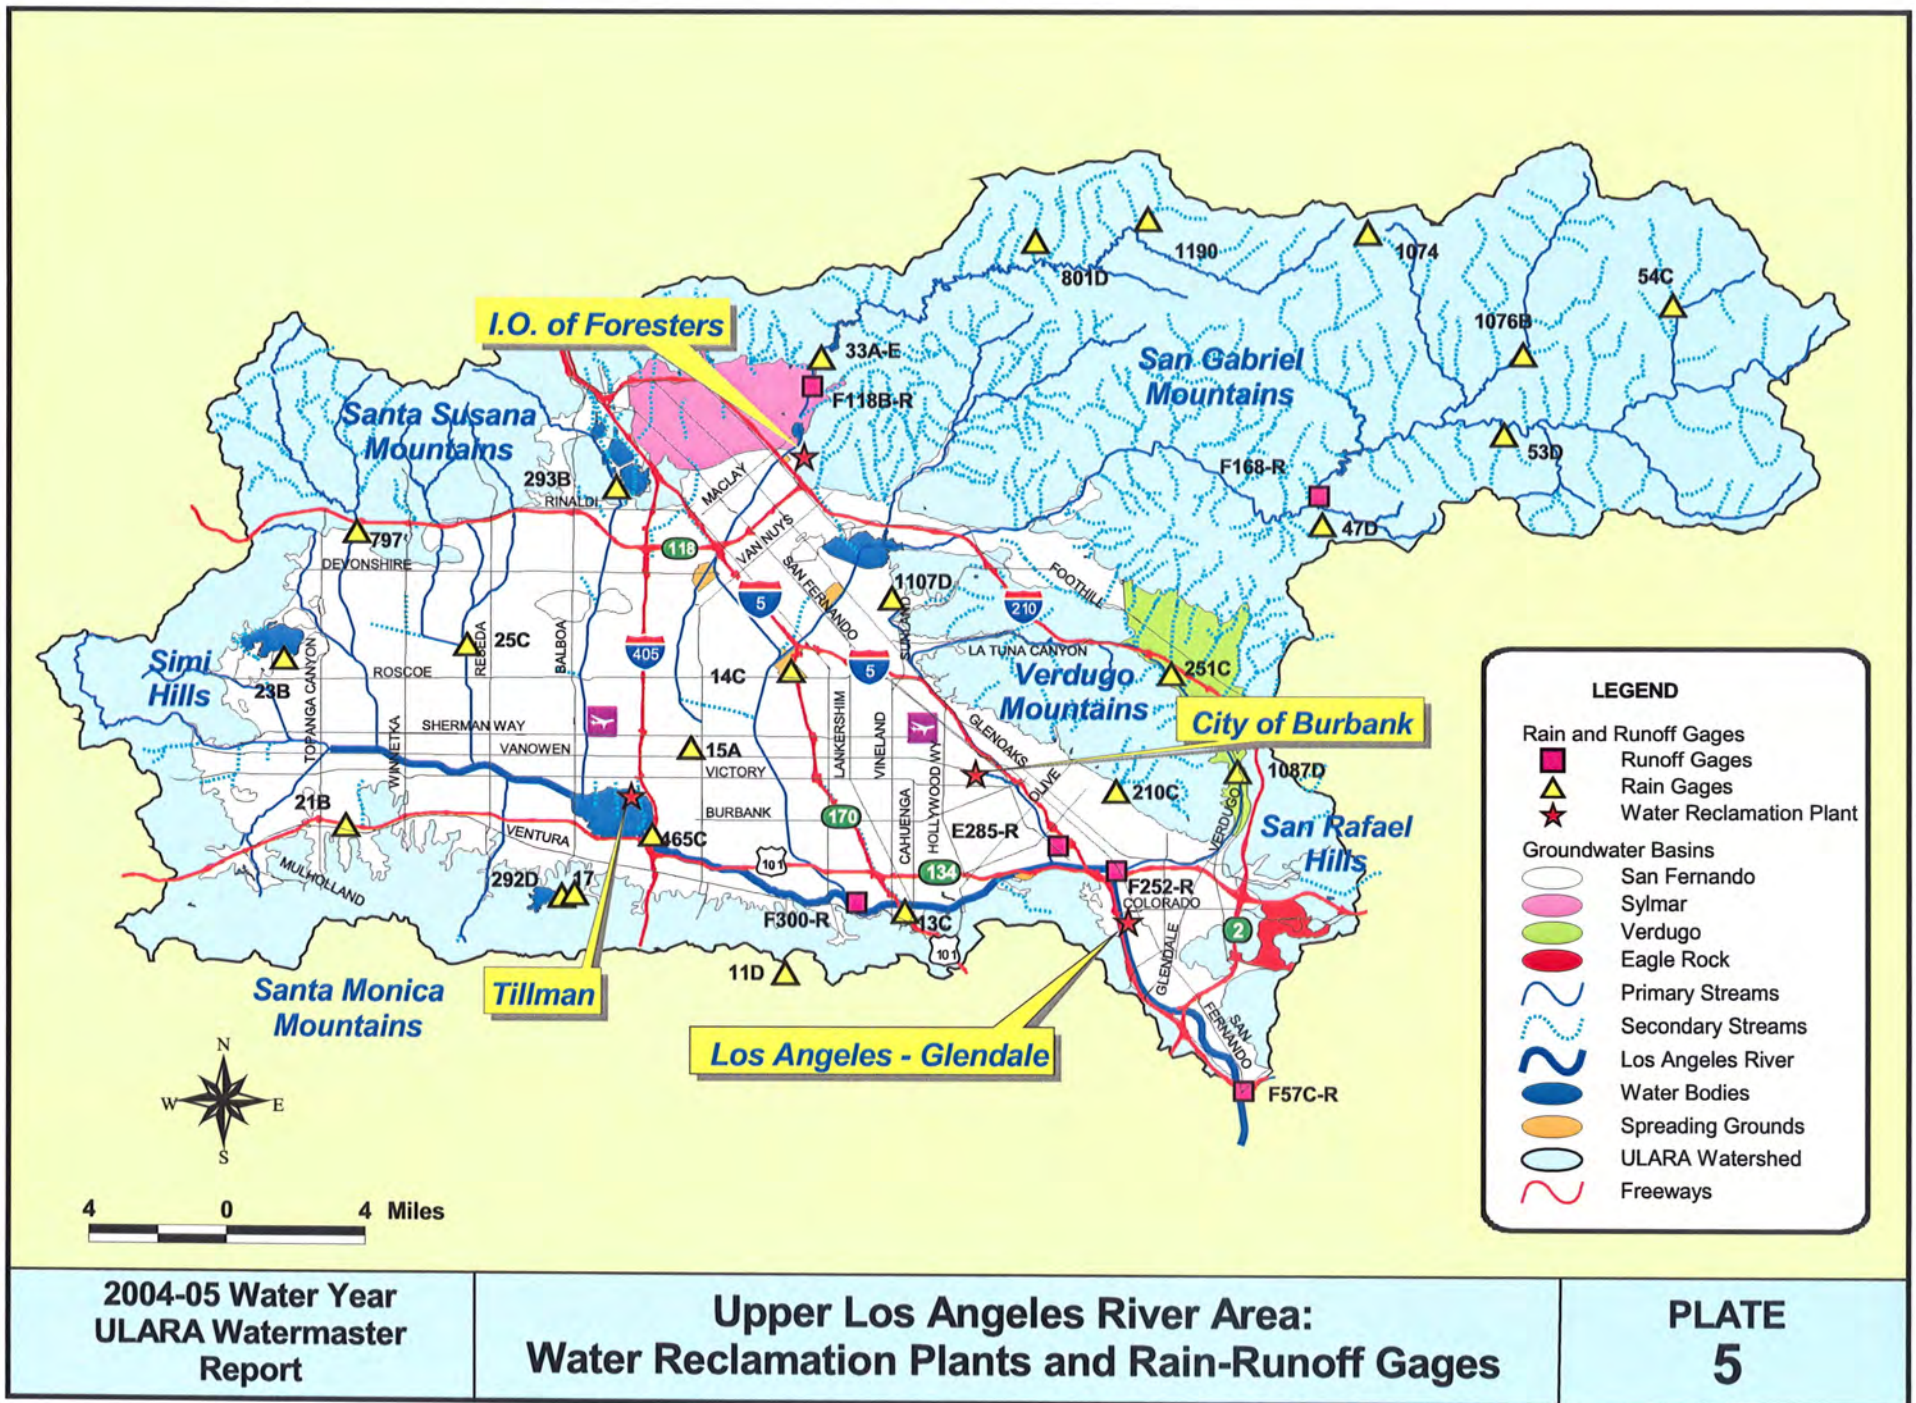 I.O. of Foresters
801D
1190
1074
54C
1076B
33A-E
San Gabriel
Mountains
F118B-R
Santa Susana
Mountains
53D
F168-R
293B
RINALDI
MACLAY
47D
797
118
VAN NUYS
DEVONSHIRE
SAN FERNANDO
1107D
FOOTHILL
5
210
25C
RESEDA
BALBOA
405
SUNLAND
LA TUNA CANYON
Simi
Hills
23B
TOPANGA CANYON
ROSCOE
14C
5
Verdugo
Mountains
251C
City of Burbank
SHERMAN WAY
WINNETKA
VANOWEN
15A
VICTORY
LANKERSHIM
VINELAND
HOLLYWOOD WY
GLENOAKS
OLIVE
210C
1087D
21B
BURBANK
170
CAHUENGA
E285-R
VERDUGO
San Rafael
Hills
VENTURA
465C
101
134
MULHOLLAND
292D
17
F300-R
13C
F252-R
COLORADO
2
101
GLENDALE
11D
Santa Monica
Mountains
Tillman
Los Angeles - Glendale
SAN
FERNANDO
F57C-R
N
W
E
S
4 0 4 Miles
LEGEND
Rain and Runoff Gages
Runoff Gages
Rain Gages
Water Reclamation Plant
Groundwater Basins
San Fernando
Sylmar
Verdugo
Eagle Rock
Primary Streams
Secondary Streams
Los Angeles River
Water Bodies
Spreading Grounds
ULARA Watershed
Freeways
2004-05 Water Year
ULARA Watermaster
Report
Upper Los Angeles River Area:
Water Reclamation Plants and Rain-Runoff Gages
PLATE
5